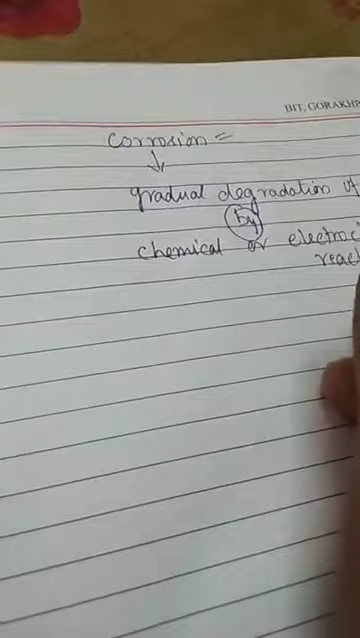 BIT, GORAKHP
Corrosion =
gradual degradation of
By
chemical or electroc
reac